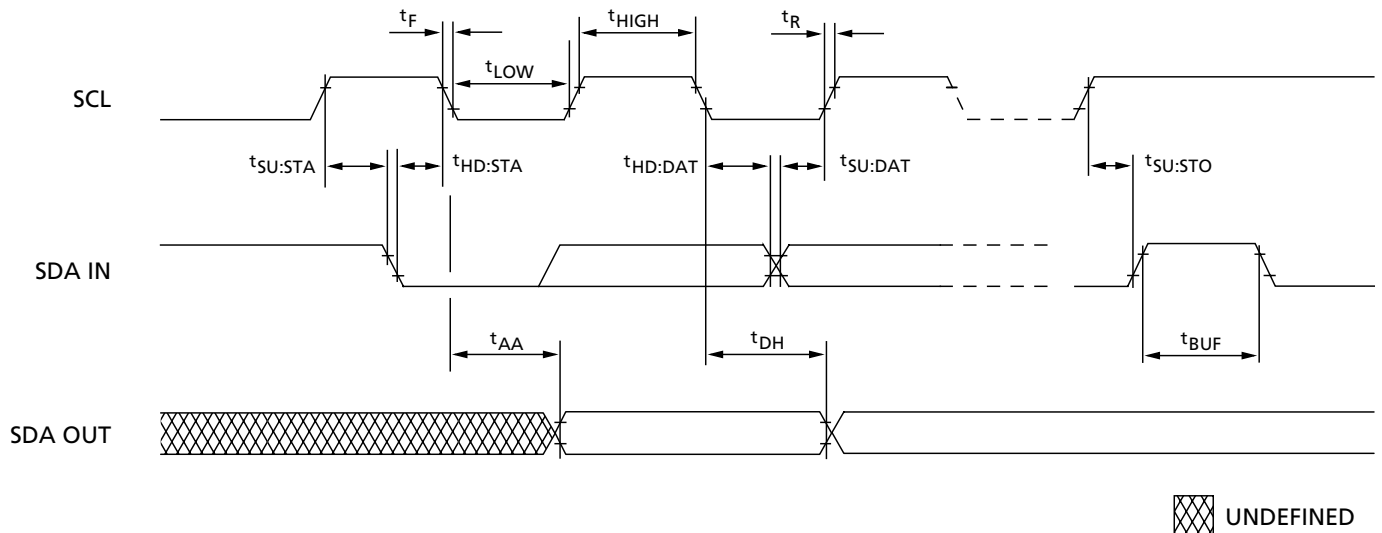 tF
tHIGH
tR
tLOW
SCL
tSU:STA
tHD:STA
tHD:DAT
tSU:DAT
tSU:STO
SDA IN
tAA
tDH
tBUF
SDA OUT
UNDEFINED